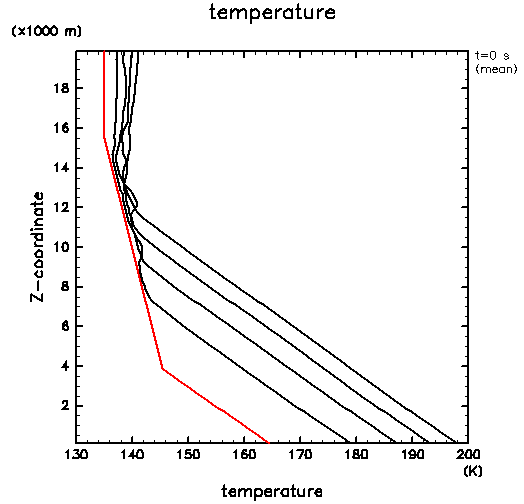 temperature
(×1000 m)
t=0 s
(mean)
18
16
14
12
10
8
6
4
2
Z-coordinate
130 140 150 160 170 180 190 200
(K)
temperature